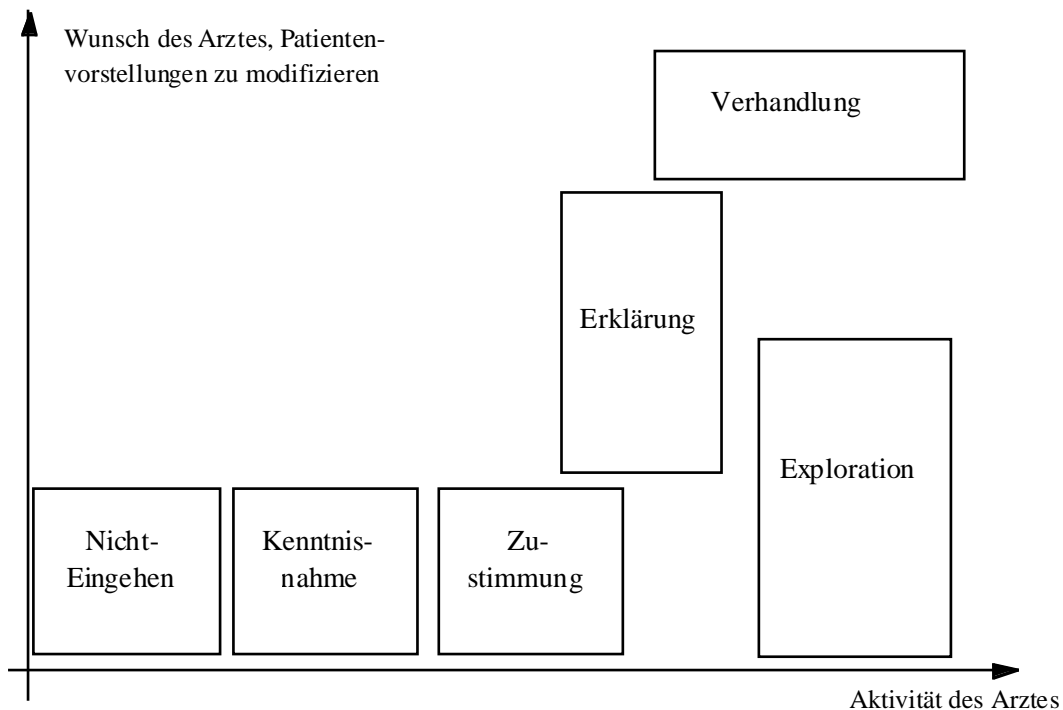 Wunsch des Arztes, Patienten-
vorstellungen zu modifizieren
Verhandlung
Erklärung
Exploration
Nicht-
Eingehen
Kenntnis-
nahme
Zu-
stimmung
Aktivität des Arztes